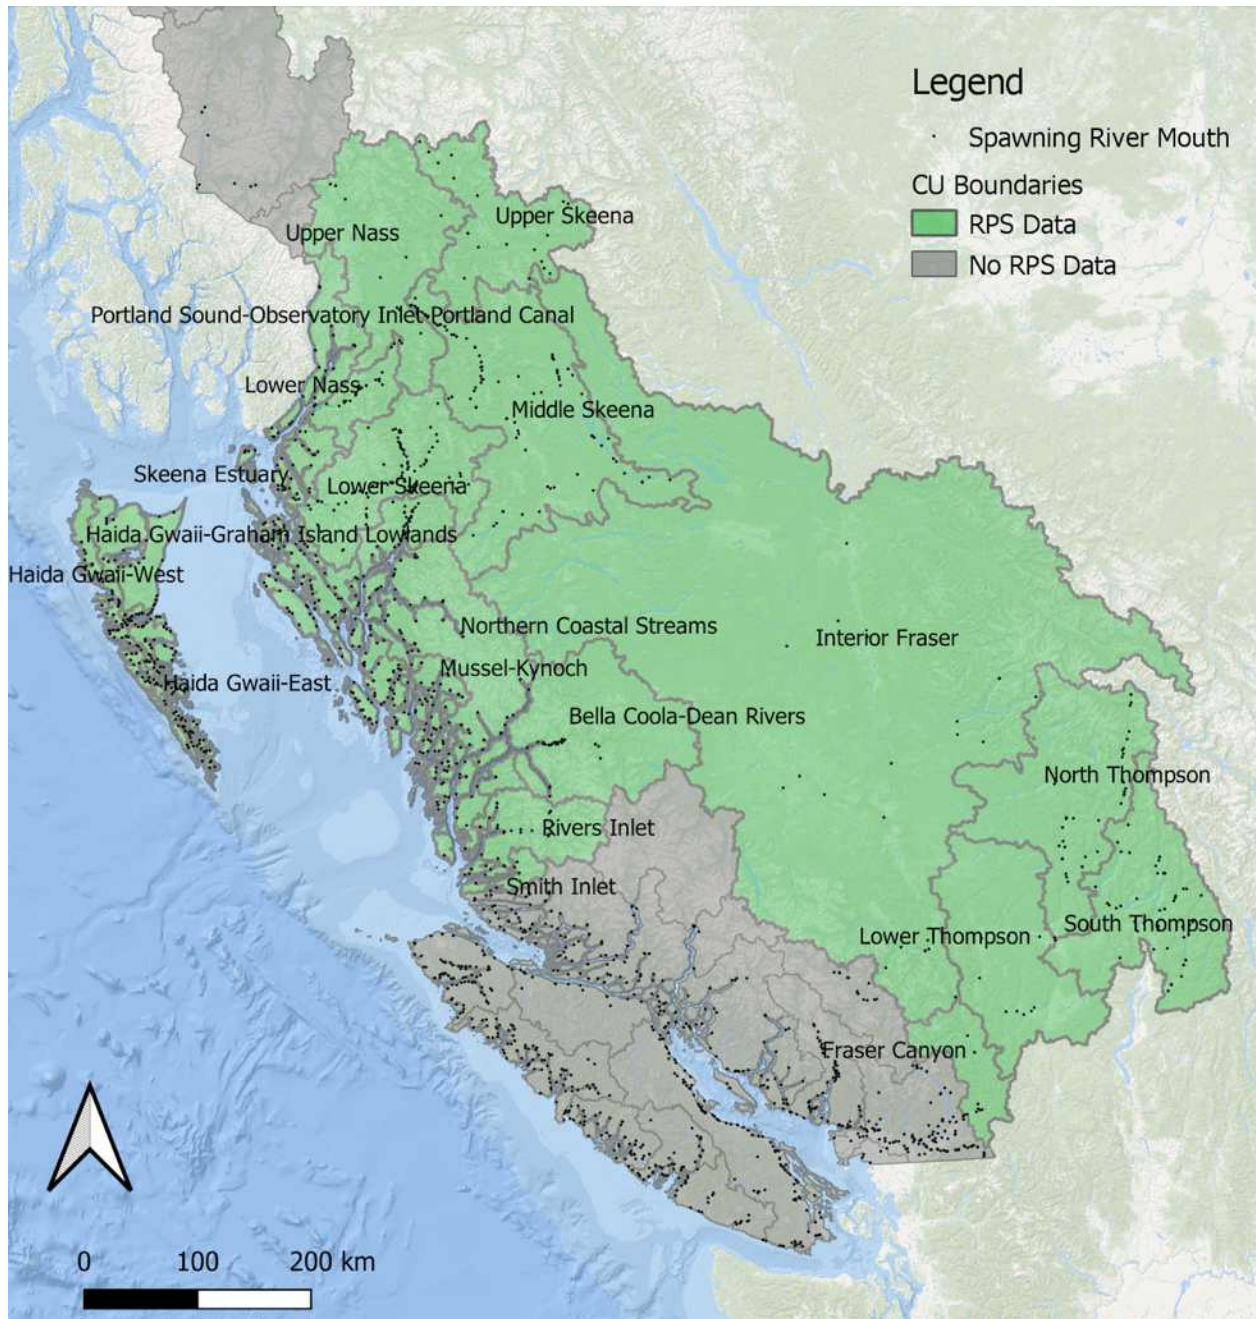 Legend
Spawning River Mouth
CU Boundaries
RPS Data
No RPS Data
Upper Skeena
Upper Nass
Portland Sound-Observatory Inlet-Portland Canal
Lower Nass
Middle Skeena
Skeena Estuary
Lower Skeena
Haida Gwaii-Graham Island Lowlands
Haida Gwaii-West
Northern Coastal Streams
Interior Fraser
Mussel-Kynoch
Haida Gwaii-East
Bella Coola-Dean Rivers
North Thompson
Rivers Inlet
Smith Inlet
South Thompson
Lower Thompson
Fraser Canyon
0 100 200 km